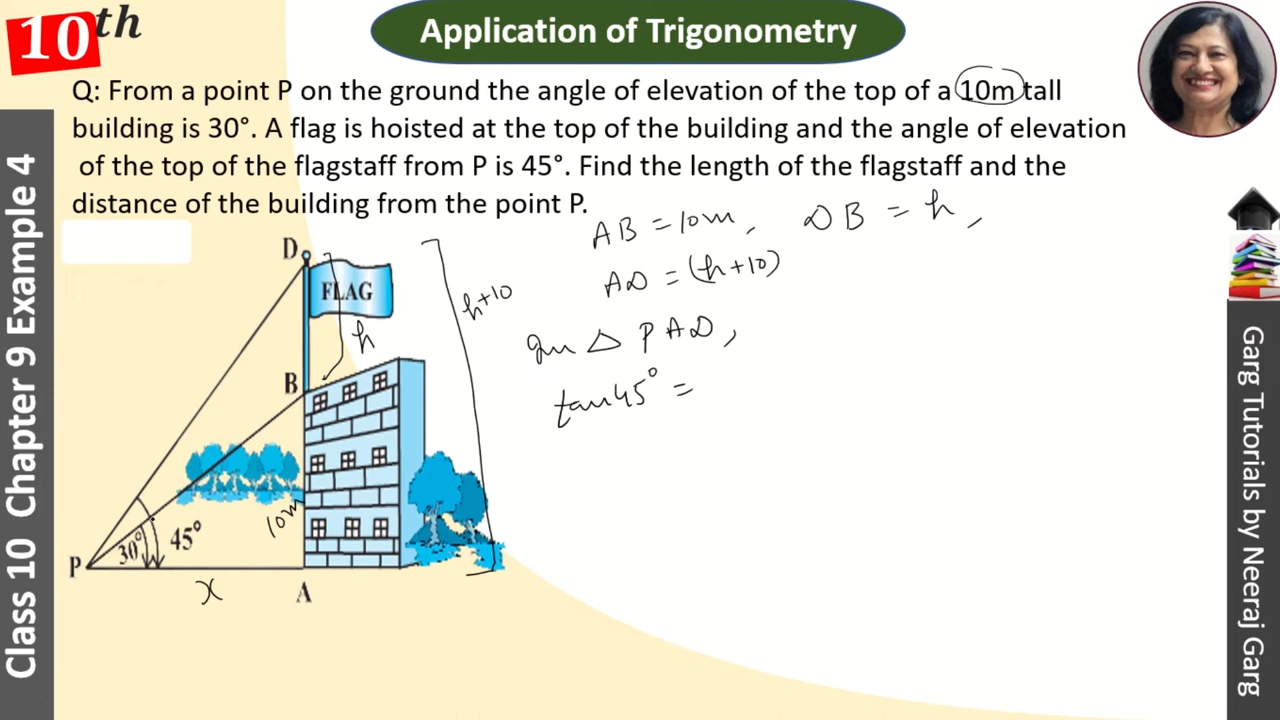 10th
Application of Trigonometry
Q: From a point P on the ground the angle of elevation of the top of a 10m tall
building is 30°. A flag is hoisted at the top of the building and the angle of elevation
of the top of the flagstaff from P is 45°. Find the length of the flagstaff and the
distance of the building from the point P.
AB = 10m, DB = h,
AD = (h+10)
In △ PAD,
tan45° =
D
FLAG
h
h+10
B
10m
30°
45°
P
x
A
Class 10 Chapter 9 Example 4
Garg Tutorials by Neeraj Garg